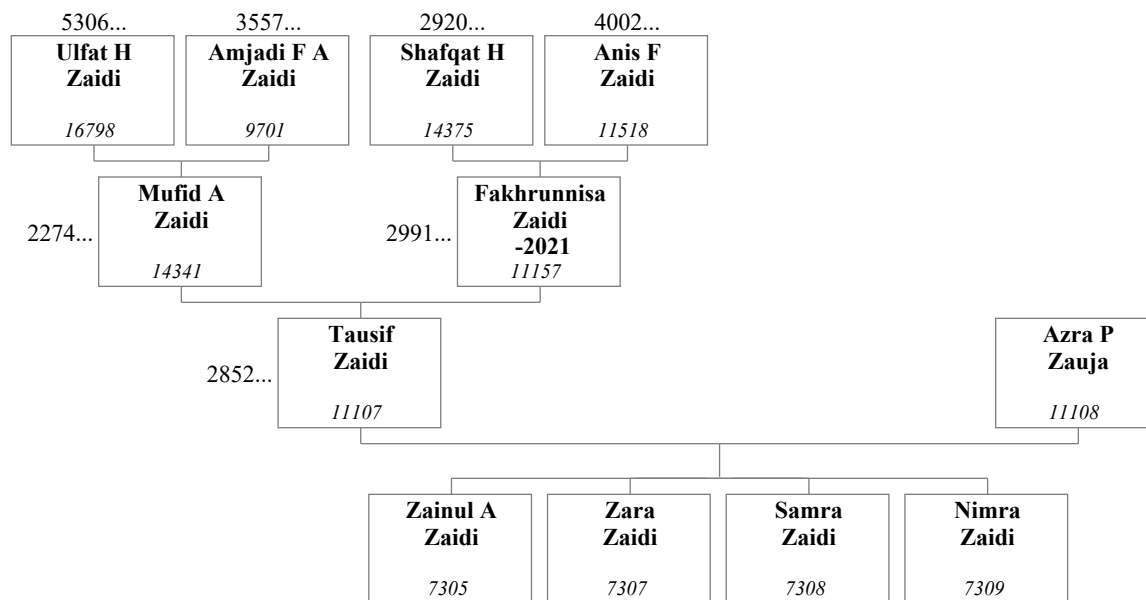 5306...
3557...
2920...
4002...
Ulfat H
Zaidi
16798
Amjadi F A
Zaidi
9701
Shafqat H
Zaidi
14375
Anis F
Zaidi
11518
2274...
Mufid A
Zaidi
14341
2991...
Fakhrunnisa
Zaidi
-2021
11157
2852...
Tausif
Zaidi
11107
Azra P
Zauja
11108
Zainul A
Zaidi
7305
Zara
Zaidi
7307
Samra
Zaidi
7308
Nimra
Zaidi
7309